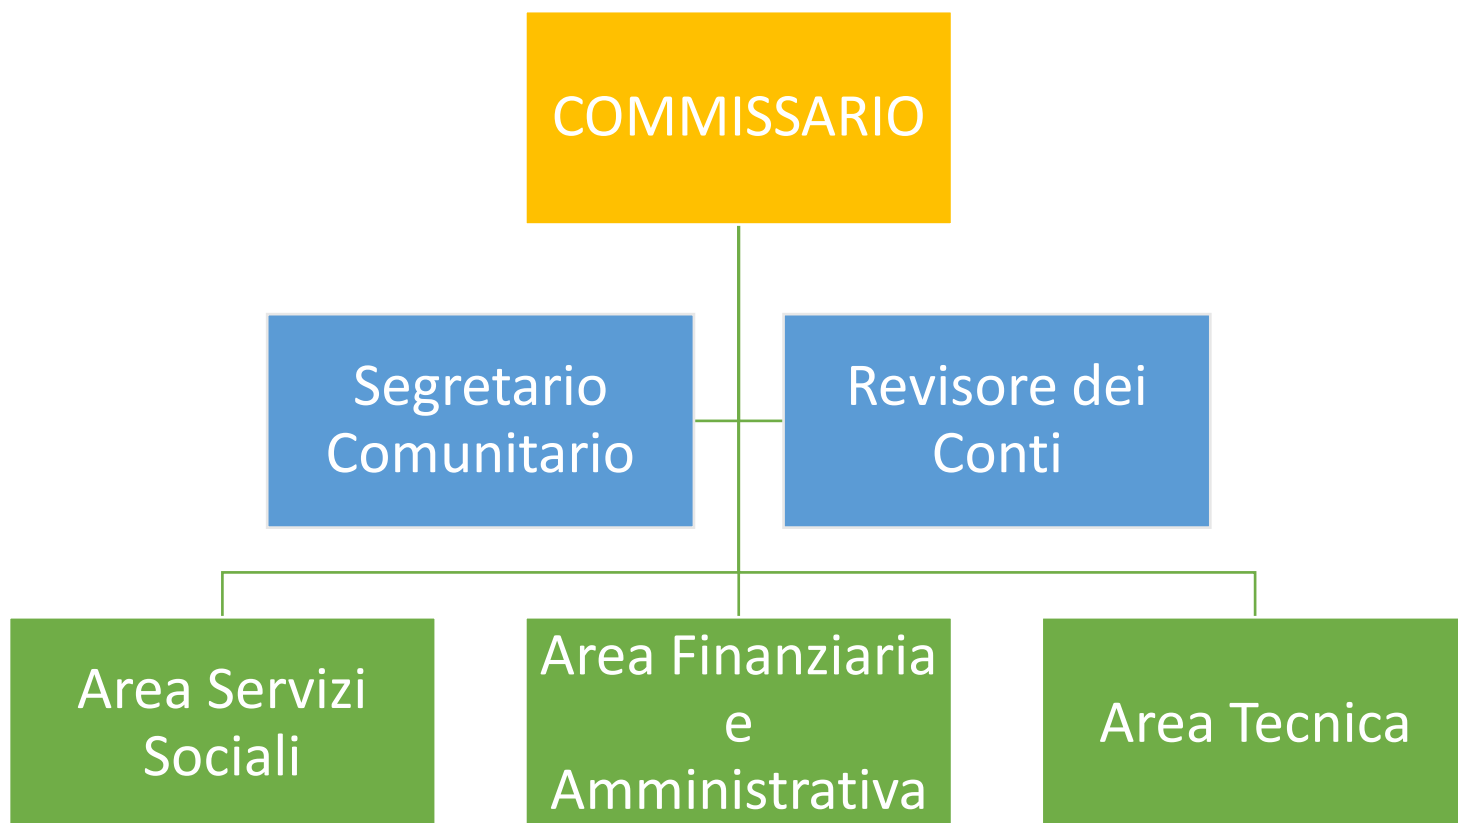 COMMISSARIO
Segretario
Comunitario
Revisore dei
Conti
Area Servizi
Sociali
Area Finanziaria
e
Amministrativa
Area Tecnica